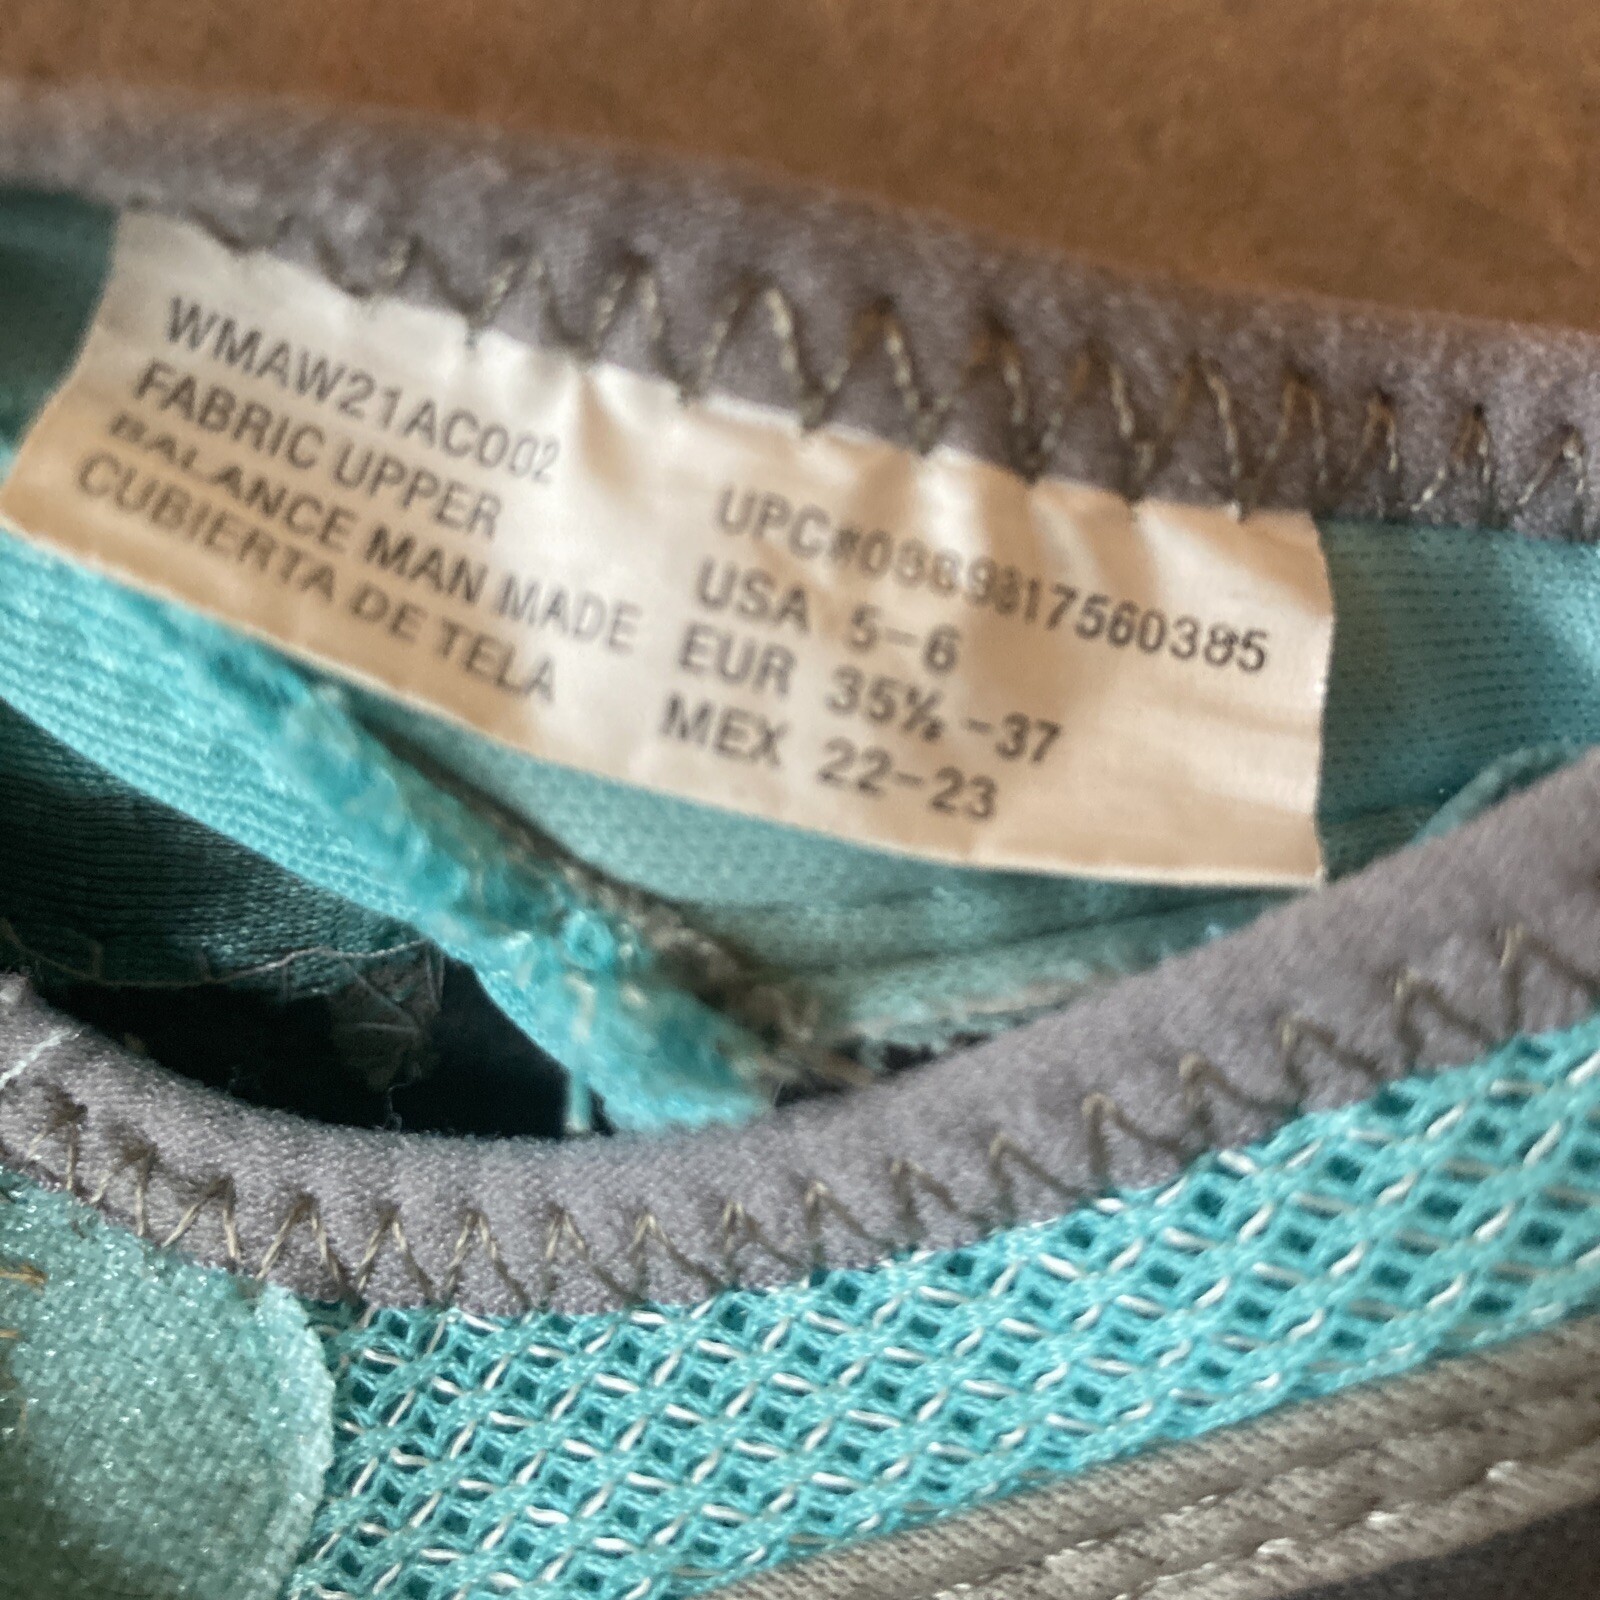 WMAW21AC002
FABRIC UPPER
BALANCE MAN MADE
CUBIERTA DE TELA
UPC#0889817560385
USA 5-6
EUR 35½-37
MEX 22-23